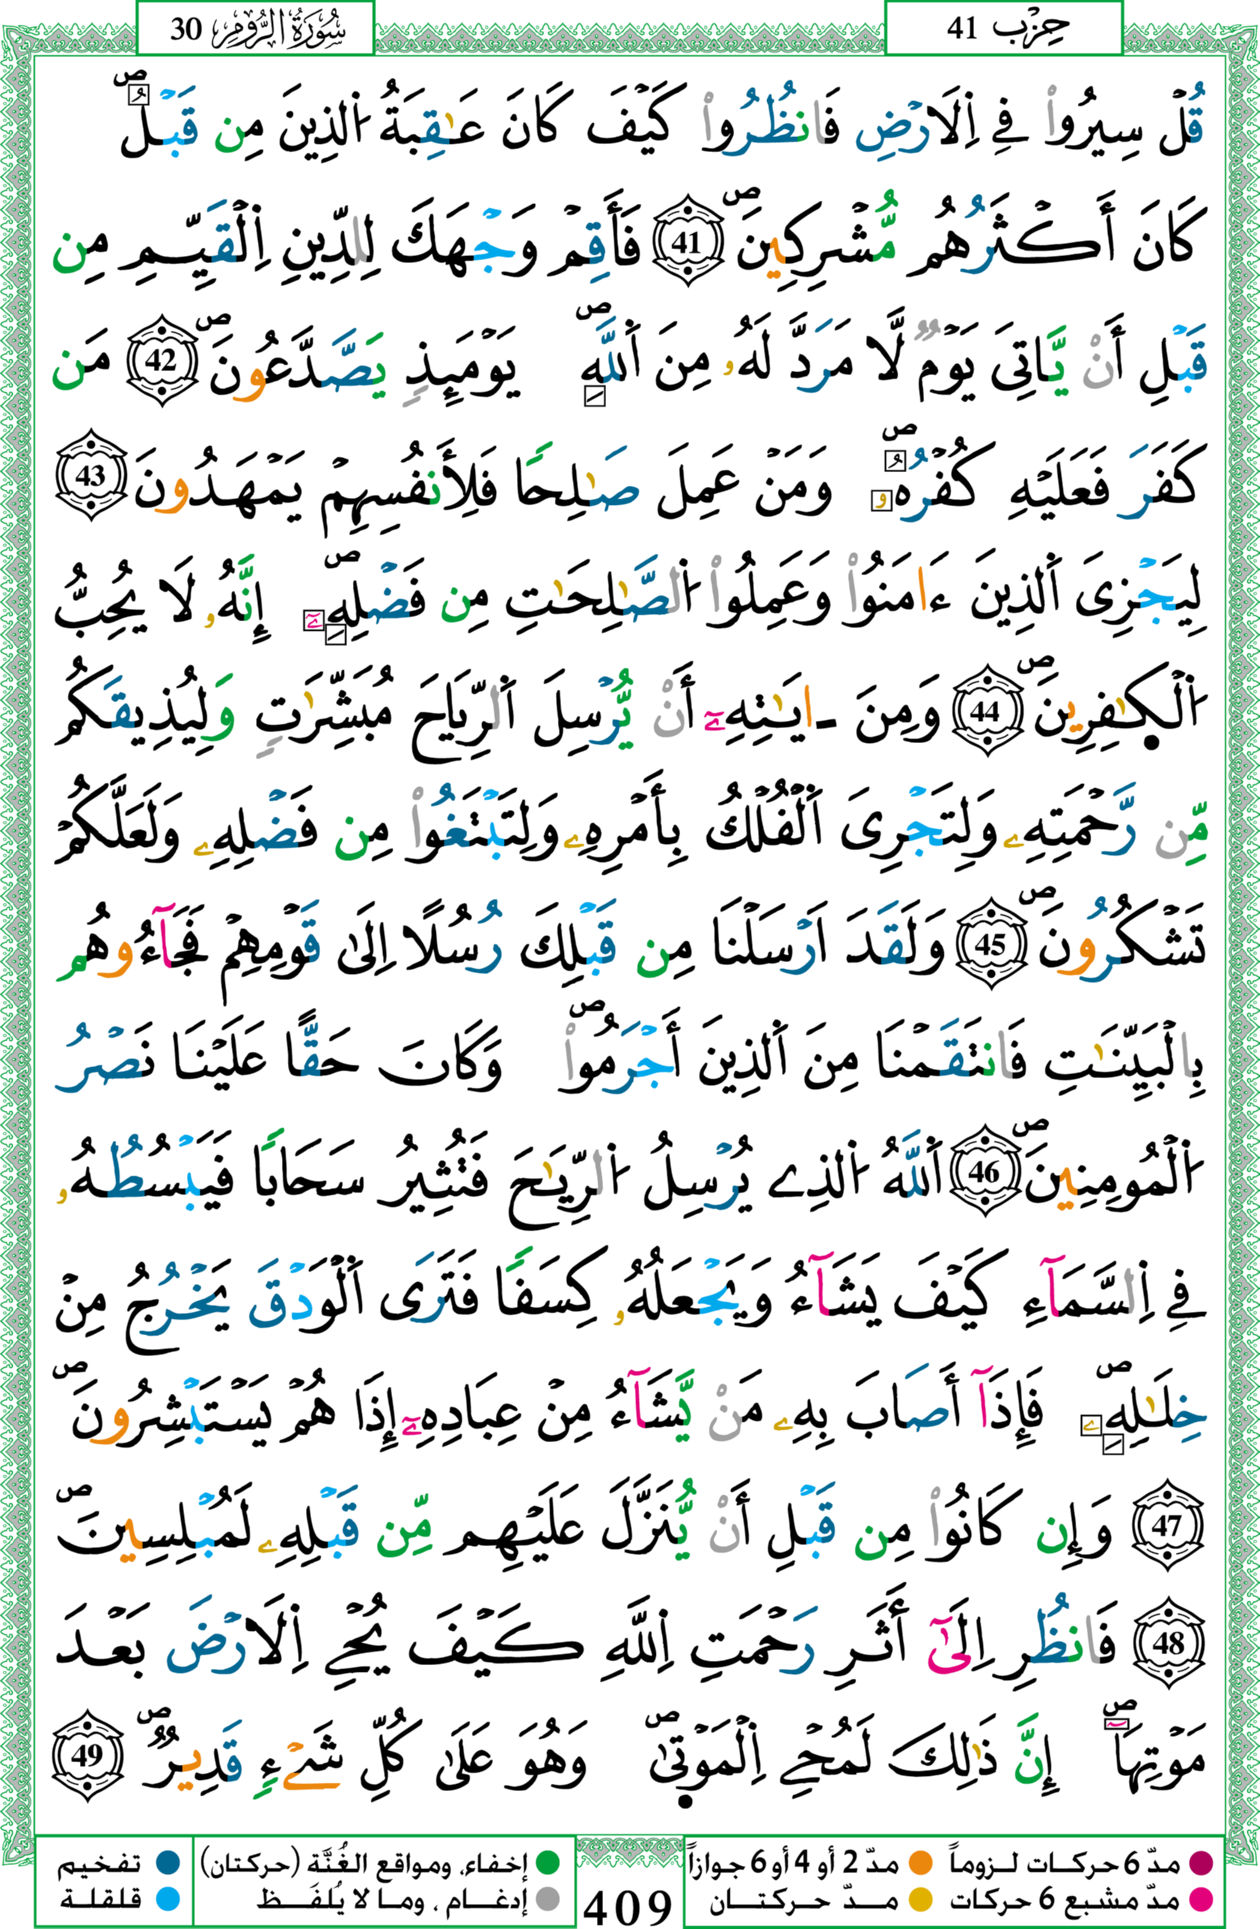 حِزْب 41
سُورَةُ الرُّومِ 30
قُلْ سِيرُواْ فِے اِلَارْضِ فَانظُرُواْ كَيْفَ كَانَ عَٰقِبَةُ اُلذِينَ مِن قَبْلُۖ
كَانَ أَكْثَرُهُم مُّشْرِكِينَۖ 41 فَأَقِمْ وَجْهَكَ لِلدِّينِ اِلْقَيِّمِ مِن
قَبْلِ أَنْ يَّاتِىَ يَوْمٌ لَّا مَرَدَّ لَهُۥ مِنَ اَللَّهِۖ يَوْمَئِذٍ يَصَّدَّعُونَۖ 42 مَن
كَفَرَ فَعَلَيْهِ كُفْرُهُۥۖ وَمَنْ عَمِلَ صَٰلِحًا فَلِأَنفُسِهِمْ يَمْهَدُونَ 43
لِيَجْزِىَ اَلذِينَ ءَامَنُواْ وَعَمِلُواْ اُلصَّٰلِحَٰتِ مِن فَضْلِهِۦٓۖ إِنَّهُۥ لَا يُحِبُّ
اُلْكٰفِرِينَۖ 44 وَمِنَ ـ ايَٰتِهِۦٓ أَنْ يُّرْسِلَ اَلرِّيَاحَ مُبَشِّرَٰتٍ وَلِيُذِيقَكُم
مِّن رَّحْمَتِهِۦ وَلِتَجْرِىَ اَلْفُلْكُ بِأَمْرِهِۦ وَلِتَبْتَغُواْ مِن فَضْلِهِۦ وَلَعَلَّكُمْ
تَشْكُرُونَۖ 45 وَلَقَدَ اَرْسَلْنَا مِن قَبْلِكَ رُسُلًا اِلَىٰ قَوْمِهِمْ فَجَآءُوهُم
بِالْبَيِّنَٰتِ فَانتَقَمْنَا مِنَ اَلذِينَ أَجْرَمُواْۖ وَكَانَ حَقًّا عَلَيْنَا نَصْرُ
اُلْمُومِنِينَۖ 46 اَللَّهُ اُلذِے يُرْسِلُ اُلرِّيَٰحَ فَتُثِيرُ سَحَابًا فَيَبْسُطُهُۥ
فِے اِلسَّمَآءِ كَيْفَ يَشَآءُ وَيَجْعَلُهُۥ كِسَفًا فَتَرَى اَلْوَدْقَ يَخْرُجُ مِنْ
خِلَٰلِهِۦۖ فَإِذَآ أَصَابَ بِهِۦ مَنْ يَّشَآءُ مِنْ عِبَادِهِۦٓ إِذَا هُمْ يَسْتَبْشِرُونَۖ
47 وَإِن كَانُواْ مِن قَبْلِ أَنْ يُّنَزَّلَ عَلَيْهِم مِّن قَبْلِهِۦ لَمُبْلِسِينَۖ
48 فَانظُرِ اِلَىٰٓ أَثَرِ رَحْمَتِ اِللَّهِ كَيْفَ يُحْيِ اِلَارْضَ بَعْدَ
مَوْتِهَآۖ إِنَّ ذَٰلِكَ لَمُحْيِ اِلْمَوْتَىٰۖ وَهُوَ عَلَىٰ كُلِّ شَےْءٍ قَدِيرٌۖ 49
مدّ 6 حركات لزوماً
مدّ 2 أو 4 أو 6 جوازاً
إخفاء، ومواقع الغُنَّة (حركتان)
تفخيم
مدّ مشبع 6 حركات
مدّ حركتان
إدغام ، وما لا يُلفَظ
قلقلة
409